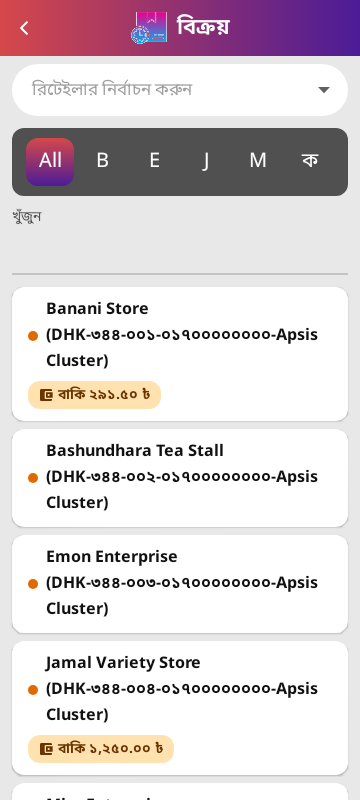 বিক্রয়
রিটেইলার নির্বাচন করুন
All B E J M ক
খুঁজুন
Banani Store
(DHK-৩৪৪-০০১-০১৭০০০০০০০০-Apsis
Cluster)
বাকি ২৯১.৫০ ৳
Bashundhara Tea Stall
(DHK-৩৪৪-০০২-০১৭০০০০০০০০-Apsis
Cluster)
Emon Enterprise
(DHK-৩৪৪-০০৩-০১৭০০০০০০০০-Apsis
Cluster)
Jamal Variety Store
(DHK-৩৪৪-০০৪-০১৭০০০০০০০০-Apsis
Cluster)
বাকি ১,২৫০.০০ ৳